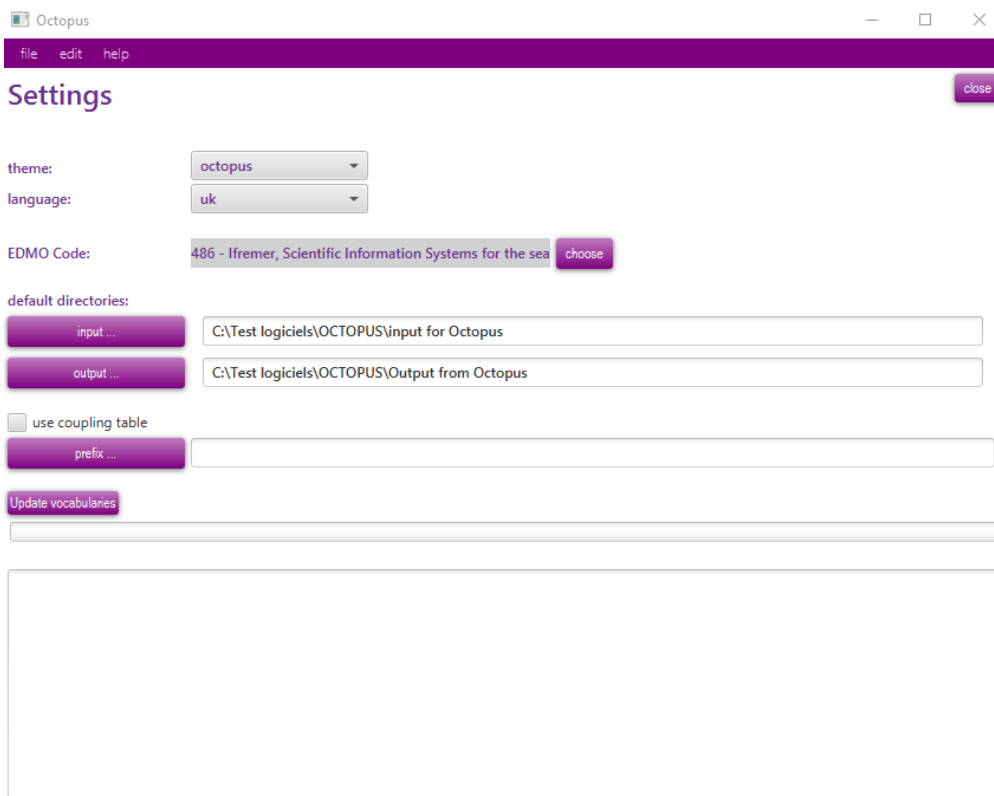 Octopus
file edit help
Settings
close
theme: octopus
language: uk
EDMO Code: 486 - Ifremer, Scientific Information Systems for the sea choose
default directories:
input ... C:\Test logiciels\OCTOPUS\input for Octopus
output ... C:\Test logiciels\OCTOPUS\Output from Octopus
use coupling table
prefix ...
Update vocabularies